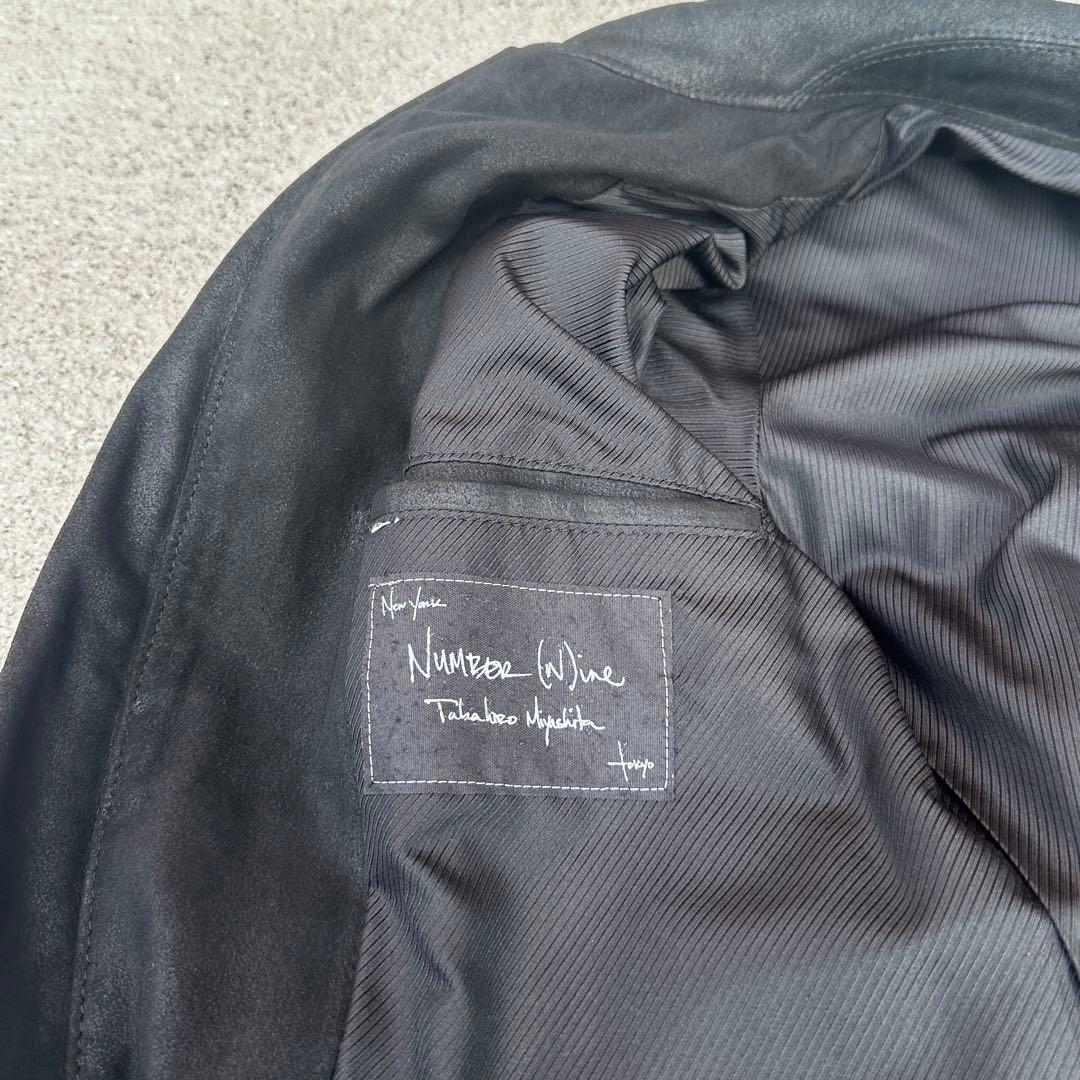 New York
NUMBER (N)ine
Takahiro Miyashita
tokyo